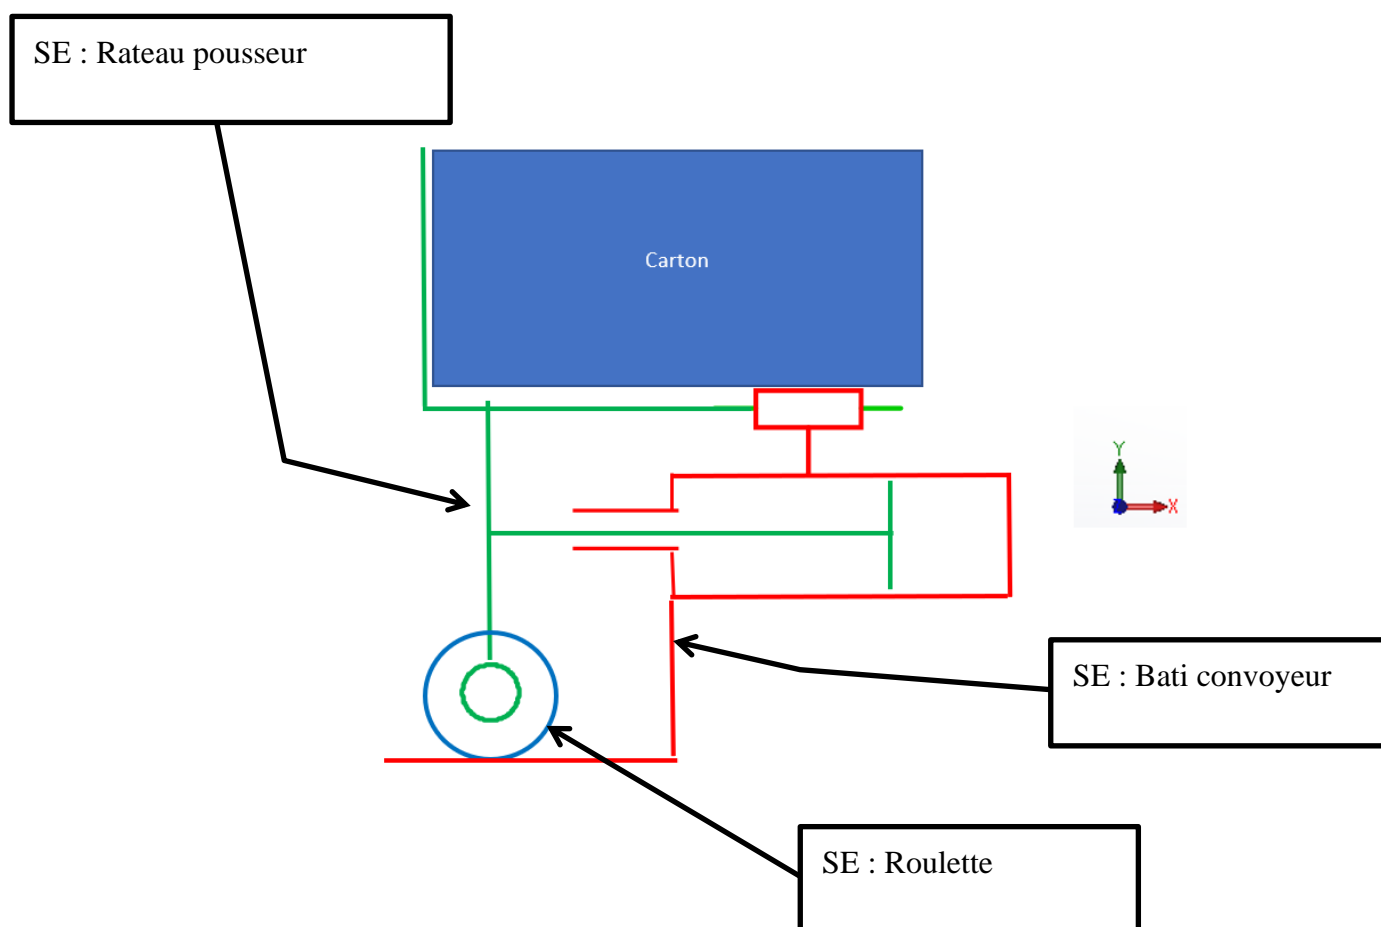 SE : Rateau pousseur
Carton
Y
X
SE : Bati convoyeur
SE : Roulette